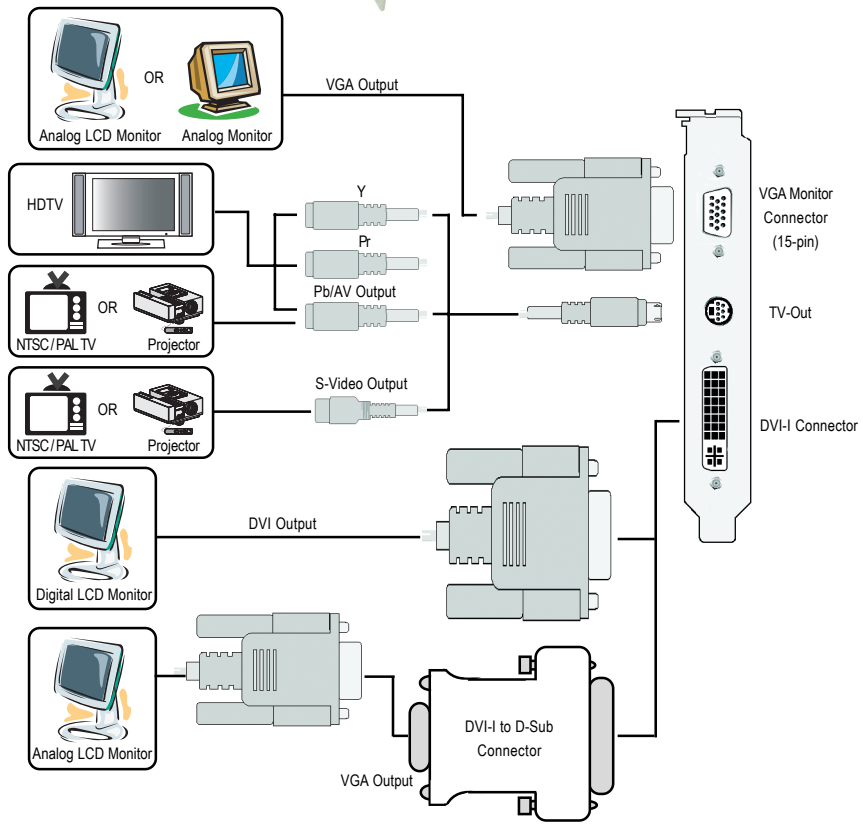 OR
VGA Output
Analog LCD Monitor
Analog Monitor
HDTV
Y
Pr
Pb/AV Output
OR
NTSC / PAL TV
Projector
S-Video Output
OR
NTSC / PAL TV
Projector
VGA Monitor
Connector
(15-pin)
TV-Out
DVI-I Connector
DVI Output
Digital LCD Monitor
Analog LCD Monitor
DVI-I to D-Sub
Connector
VGA Output